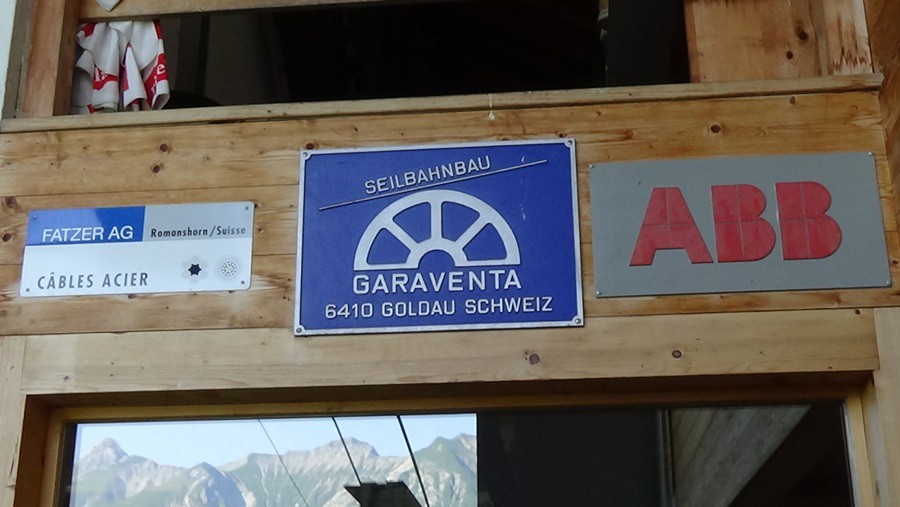 FATZER AG Romanshorn/Suisse
CÂBLES ACIER
SEILBAHNBAU
GARAVENTA
6410 GOLDAU SCHWEIZ
ABB